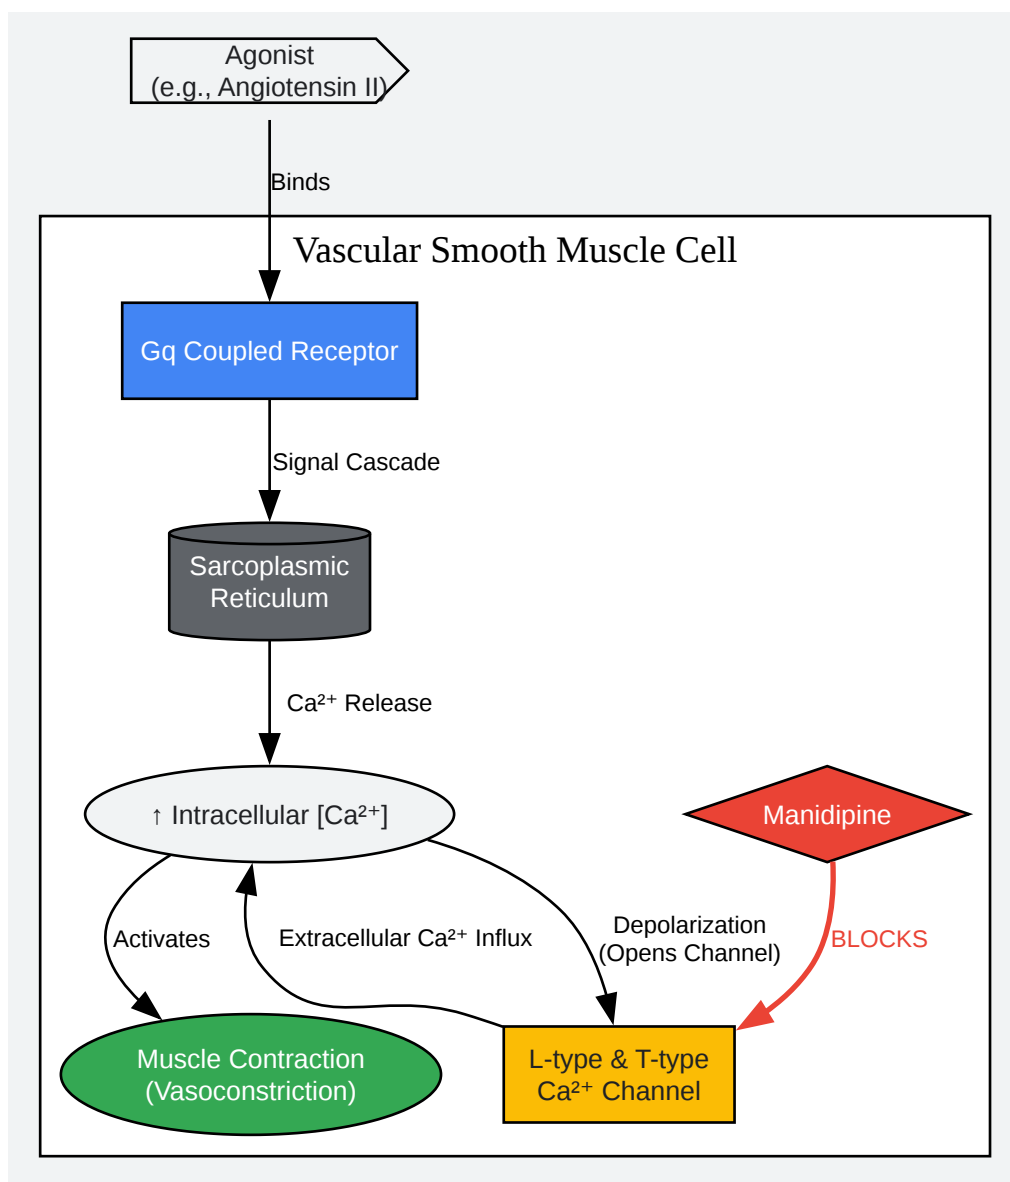 Agonist
(e.g., Angiotensin II)
Binds
Vascular Smooth Muscle Cell
Gq Coupled Receptor
Signal Cascade
Sarcoplasmic
Reticulum
Ca²⁺ Release
↑ Intracellular [Ca²⁺]
Manidipine
Activates
Extracellular Ca²⁺ Influx
Depolarization
(Opens Channel)
BLOCKS
Muscle Contraction
(Vasoconstriction)
L-type & T-type
Ca²⁺ Channel